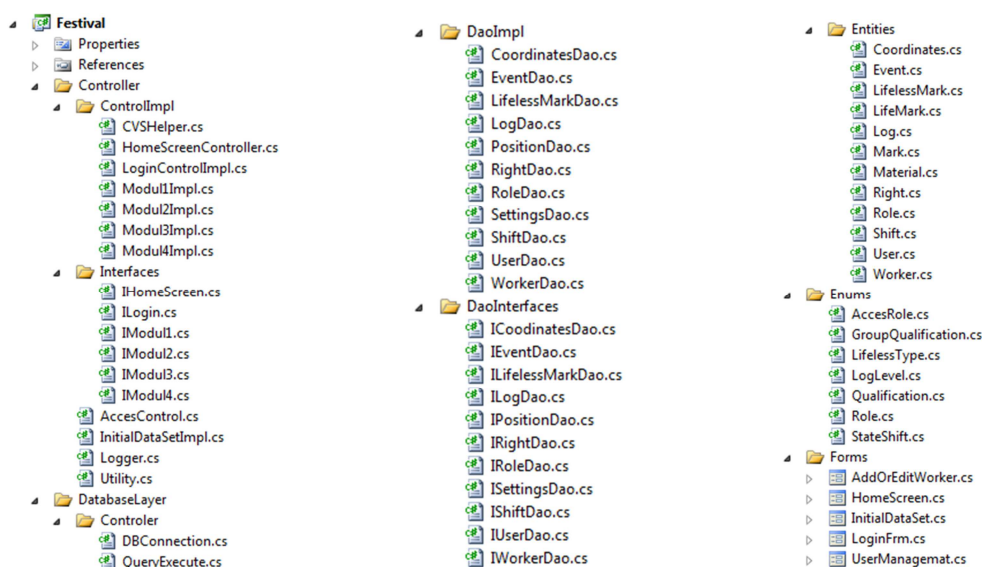 Festival
Properties
References
Controller
ControlImpl
CVSHelper.cs
HomeScreenController.cs
LoginControlImpl.cs
Modul1Impl.cs
Modul2Impl.cs
Modul3Impl.cs
Modul4Impl.cs
Interfaces
IHomeScreen.cs
ILogin.cs
IModul1.cs
IModul2.cs
IModul3.cs
IModul4.cs
AccesControl.cs
InitialDataSetImpl.cs
Logger.cs
Utility.cs
DatabaseLayer
Controler
DBConnection.cs
QueryExecute.cs
DaoImpl
CoordinatesDao.cs
EventDao.cs
LifelessMarkDao.cs
LogDao.cs
PositionDao.cs
RightDao.cs
RoleDao.cs
SettingsDao.cs
ShiftDao.cs
UserDao.cs
WorkerDao.cs
DaoInterfaces
ICoodinatesDao.cs
IEventDao.cs
ILifelessMarkDao.cs
ILogDao.cs
IPositionDao.cs
IRightDao.cs
IRoleDao.cs
ISettingsDao.cs
IShiftDao.cs
IUserDao.cs
IWorkerDao.cs
Entities
Coordinates.cs
Event.cs
LifelessMark.cs
LifeMark.cs
Log.cs
Mark.cs
Material.cs
Right.cs
Role.cs
Shift.cs
User.cs
Worker.cs
Enums
AccesRole.cs
GroupQualification.cs
LifelessType.cs
LogLevel.cs
Qualification.cs
Role.cs
StateShift.cs
Forms
AddOrEditWorker.cs
HomeScreen.cs
InitialDataSet.cs
LoginFrm.cs
UserManagemat.cs